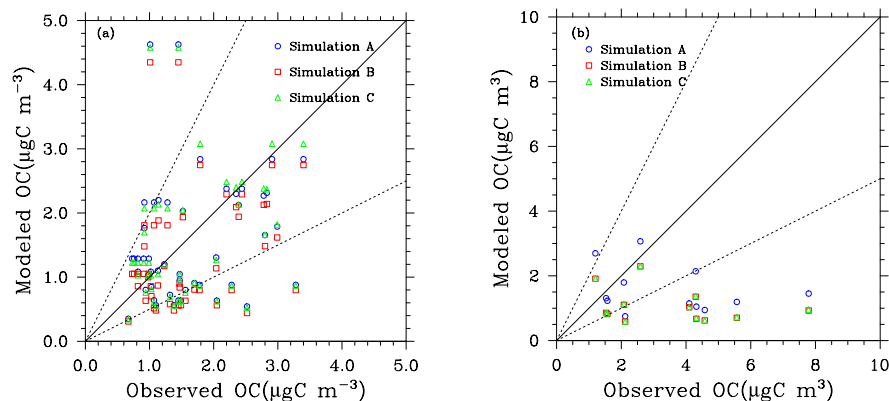 (a)
Simulation A
Simulation B
Simulation C
Modeled OC(μgC m⁻³)
5.0
4.0
3.0
2.0
1.0
0.0
0.0 1.0 2.0 3.0 4.0 5.0
Observed OC(μgC m⁻³)
(b)
Simulation A
Simulation B
Simulation C
Modeled OC(μgC m³)
10
8
6
4
2
0
0 2 4 6 8 10
Observed OC(μgC m³)